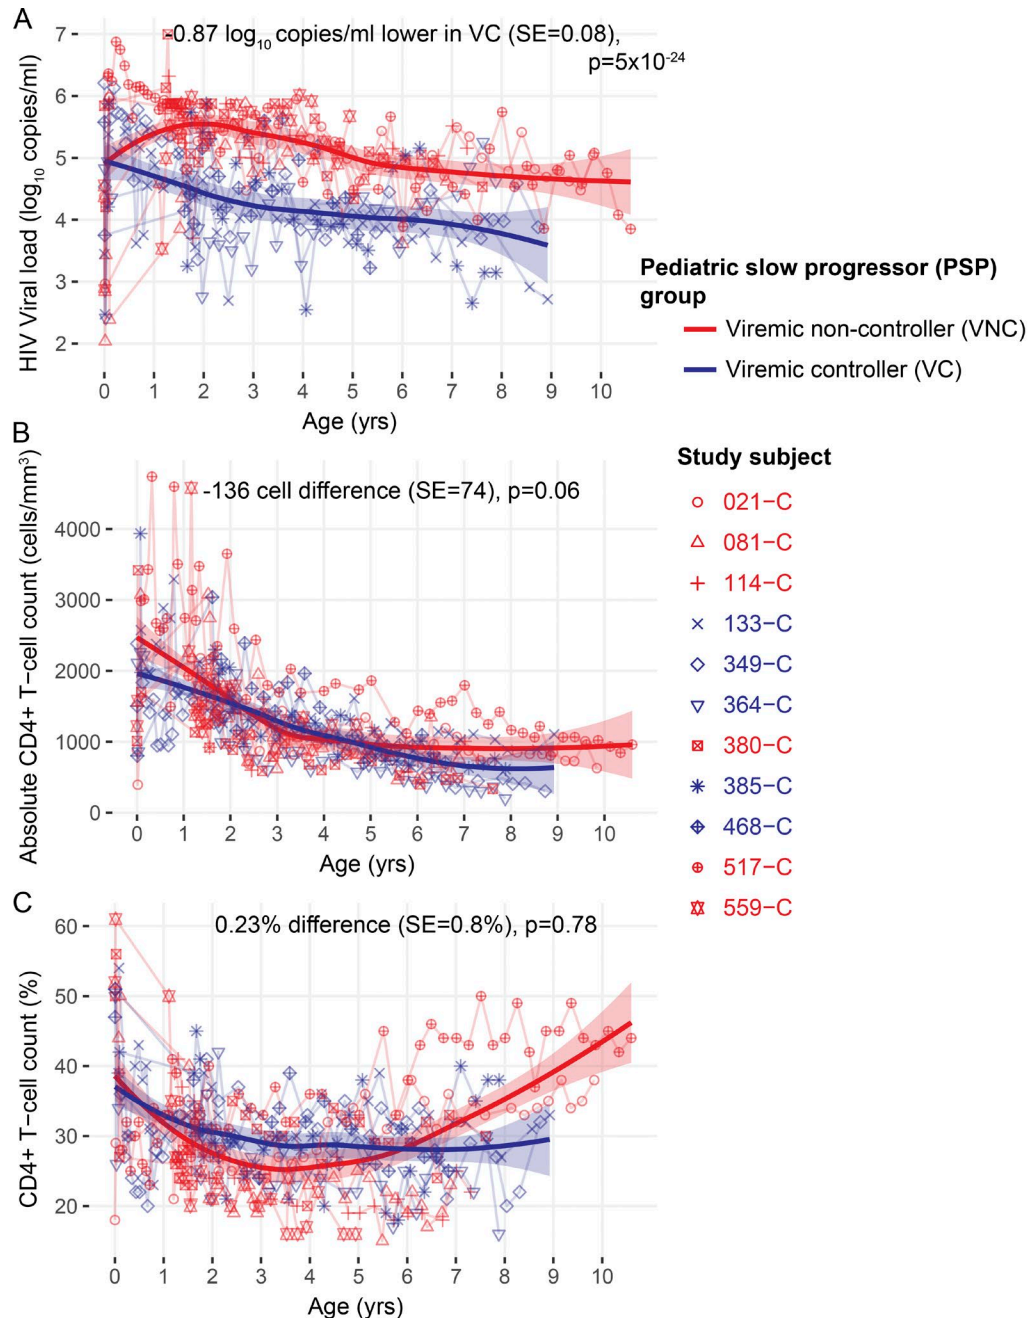 A
-0.87 log10 copies/ml lower in VC (SE=0.08),
p=5x10-24
HIV Viral load (log10 copies/ml)
7
6
5
4
3
2
0 1 2 3 4 5 6 7 8 9 10
Age (yrs)
Pediatric slow progressor (PSP)
group
Viremic non-controller (VNC)
Viremic controller (VC)
B
-136 cell difference (SE=74), p=0.06
Absolute CD4+ T-cell count (cells/mm3)
4000
3000
2000
1000
0
0 1 2 3 4 5 6 7 8 9 10
Age (yrs)
Study subject
021−C
081−C
114−C
133−C
349−C
364−C
380−C
385−C
468−C
517−C
559−C
C
0.23% difference (SE=0.8%), p=0.78
CD4+ T−cell count (%)
60
50
40
30
20
0 1 2 3 4 5 6 7 8 9 10
Age (yrs)